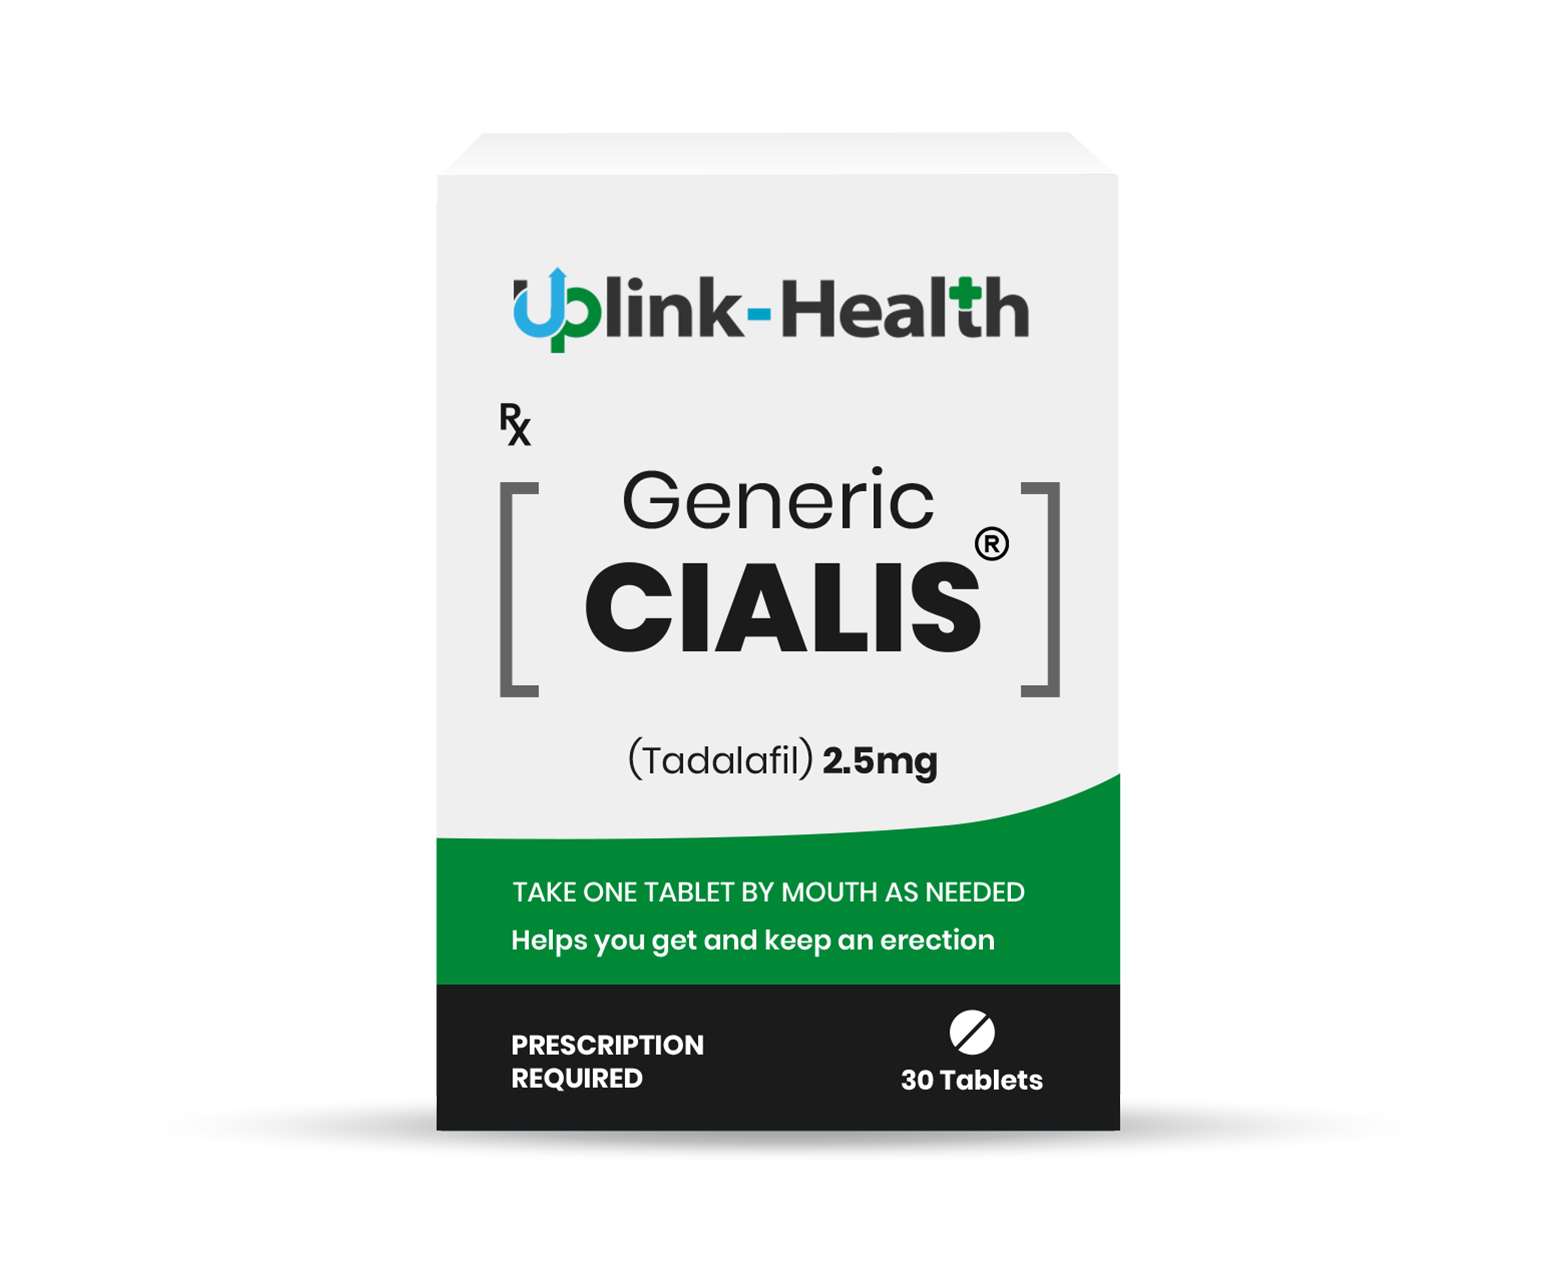 Uplink-Health
Rx
Generic
CIALIS®
(Tadalafil) 2.5mg
TAKE ONE TABLET BY MOUTH AS NEEDED
Helps you get and keep an erection
PRESCRIPTION
REQUIRED
30 Tablets